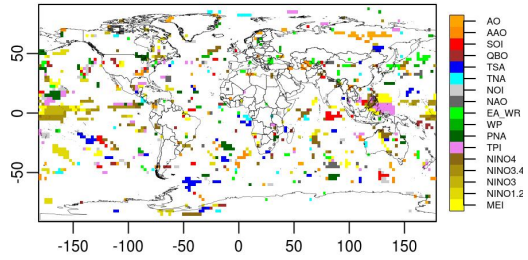 AO
AAO
SOI
QBO
TSA
TNA
NOI
NAO
EA_WR
WP
PNA
TPI
NINO4
NINO3.4
NINO3
NINO1.2
MEI
50
0
-50
-150 -100 -50 0 50 100 150